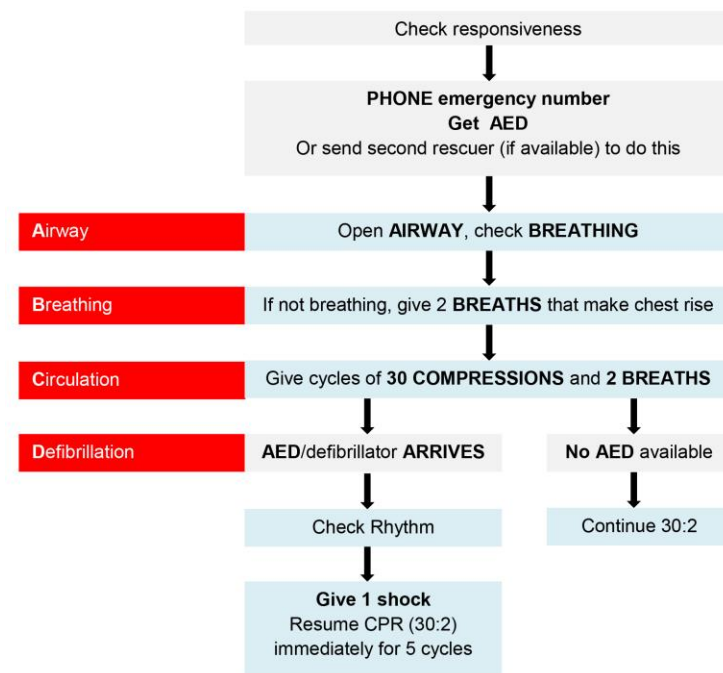 Check responsiveness
PHONE emergency number
Get AED
Or send second rescuer (if available) to do this
Airway
Open AIRWAY, check BREATHING
Breathing
If not breathing, give 2 BREATHS that make chest rise
Circulation
Give cycles of 30 COMPRESSIONS and 2 BREATHS
Defibrillation
AED/defibrillator ARRIVES
No AED available
Check Rhythm
Continue 30:2
Give 1 shock
Resume CPR (30:2)
immediately for 5 cycles